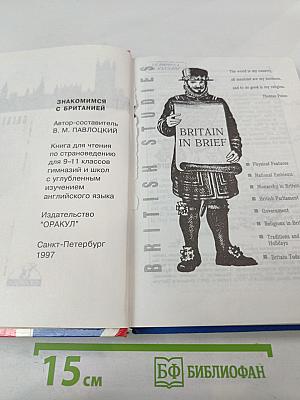 ЗНАКОМИМСЯ
С БРИТАНИЕЙ
Автор-составитель
В. М. ПАВЛОЦКИЙ
Книга для чтения
по страноведению
для 9–11 классов
гимназий и школ
с углубленным
изучением
английского языка
Издательство
"ОРАКУЛ"
Санкт-Петербург
1997
BRITISH STUDIES
The world is my country,
all mankind are my brethren,
and to do good is my religion.
Thomas Paine
BRITAIN
IN BRIEF
Physical Features
National Emblems
Monarchy in Britain
British Parliament
Government
Religions in Brit
Traditions and
Holidays
Britain Toda
15 см
БФ БИБЛИОФАН